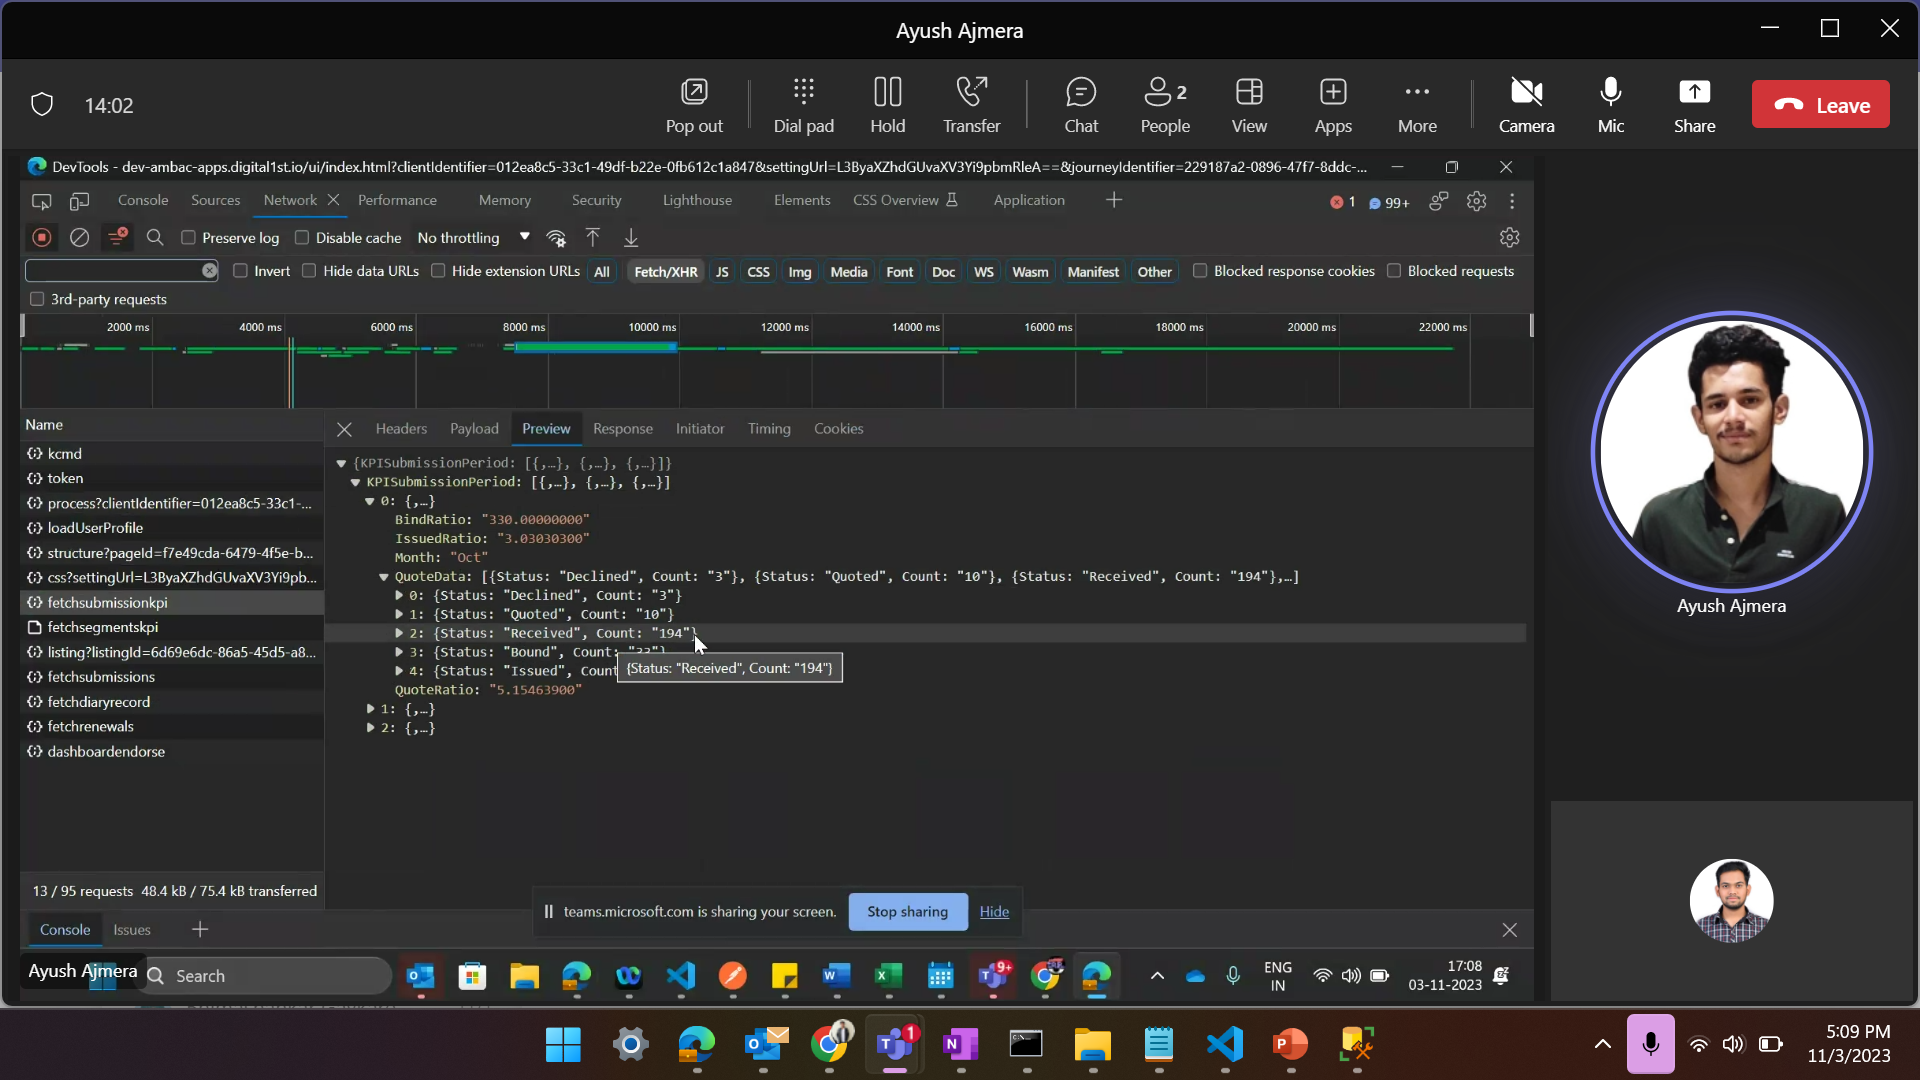 Ayush Ajmera
14:02
Pop out
Dial pad
Hold
Transfer
Chat
2
People
View
Apps
More
Camera
Mic
Share
Leave
DevTools - dev-ambac-apps.digital1st.io/ui/index.html?clientIdentifier=012ea8c5-33c1-49df-b22e-0fb612c1a847&settingUrl=L3ByaXZhdGUvaXV3Yi9pbmRleA==&journeyIdentifier=229187a2-0896-47f7-8ddc-...
Console Sources Network Performance Memory Security Lighthouse Elements CSS Overview Application 1 99+
Preserve log Disable cache No throttling
Invert Hide data URLs Hide extension URLs All Fetch/XHR JS CSS Img Media Font Doc WS Wasm Manifest Other Blocked response cookies Blocked requests
3rd-party requests
2000 ms 4000 ms 6000 ms 8000 ms 10000 ms 12000 ms 14000 ms 16000 ms 18000 ms 20000 ms 22000 ms
Name
kcmd
token
process?clientIdentifier=012ea8c5-33c1-...
loadUserProfile
structure?pageId=f7e49cda-6479-4f5e-b...
css?settingUrl=L3ByaXZhdGUvaXV3Yi9pb...
fetchsubmissionkpi
fetchsegmentskpi
listing?listingId=6d69e6dc-86a5-45d5-a8...
fetchsubmissions
fetchdiaryrecord
fetchrenewals
dashboardendorse
13 / 95 requests 48.4 kB / 75.4 kB transferred
Headers Payload Preview Response Initiator Timing Cookies
{KPISubmissionPeriod: [{,…}, {,…}, {,…}]}
KPISubmissionPeriod: [{,…}, {,…}, {,…}]
0: {,…}
BindRatio: "330.00000000"
IssuedRatio: "3.03030300"
Month: "Oct"
QuoteData: [{Status: "Declined", Count: "3"}, {Status: "Quoted", Count: "10"}, {Status: "Received", Count: "194"},…]
0: {Status: "Declined", Count: "3"}
1: {Status: "Quoted", Count: "10"}
2: {Status: "Received", Count: "194"}
3: {Status: "Bound", Count: "33"}
4: {Status: "Issued", Count
{Status: "Received", Count: "194"}
QuoteRatio: "5.15463900"
1: {,…}
2: {,…}
teams.microsoft.com is sharing your screen. Stop sharing Hide
Console Issues
Ayush Ajmera
Search
9+
ENG
IN
17:08
03-11-2023
Ayush Ajmera
1
5:09 PM
11/3/2023